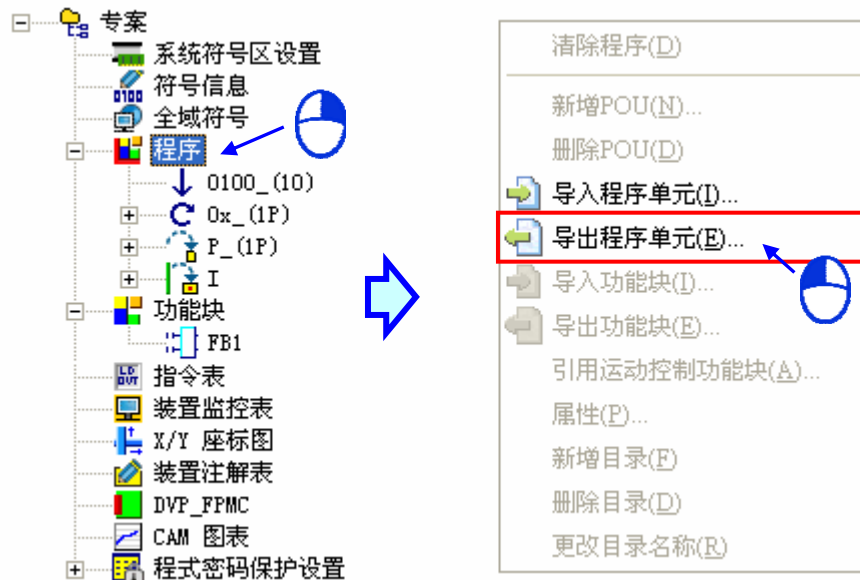 专案
系统符号区设置
符号信息
全域符号
程序
O100_(10)
Ox_(1P)
P_(1P)
I
功能块
FB1
指令表
装置监控表
X/Y 座标图
装置注解表
DVP_FPMC
CAM 图表
程式密码保护设置
清除程序(D)
新增POU(N)...
删除POU(D)
导入程序单元(I)...
导出程序单元(E)...
导入功能块(I)...
导出功能块(E)...
引用运动控制功能块(A)...
属性(P)...
新增目录(F)
删除目录(D)
更改目录名称(R)